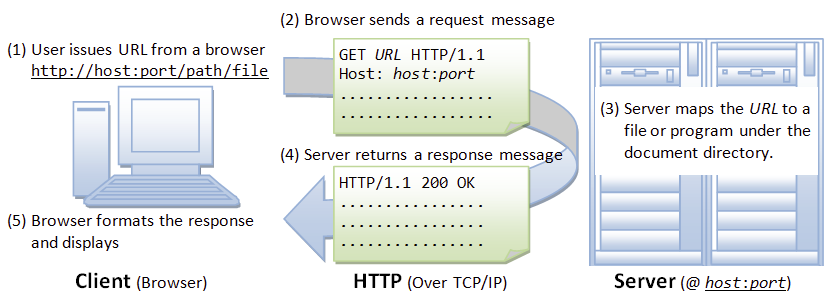 (1) User issues URL from a browser
http://host:port/path/file
(2) Browser sends a request message
GET URL HTTP/1.1
Host: host:port
................
................
(3) Server maps the URL to a
file or program under the
document directory.
(4) Server returns a response message
HTTP/1.1 200 OK
...............
...............
...............
(5) Browser formats the response
and displays
Client (Browser)
HTTP (Over TCP/IP)
Server (@ host:port)